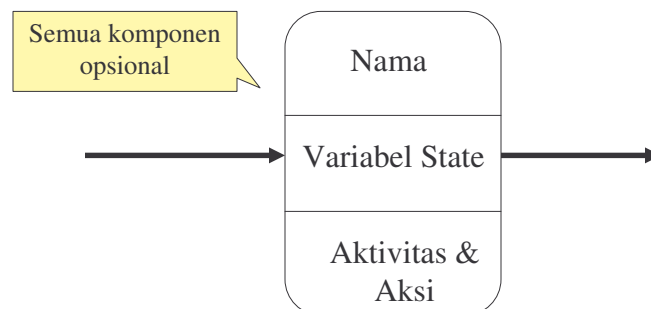 Semua komponen
opsional
Nama
Variabel State
Aktivitas &
Aksi